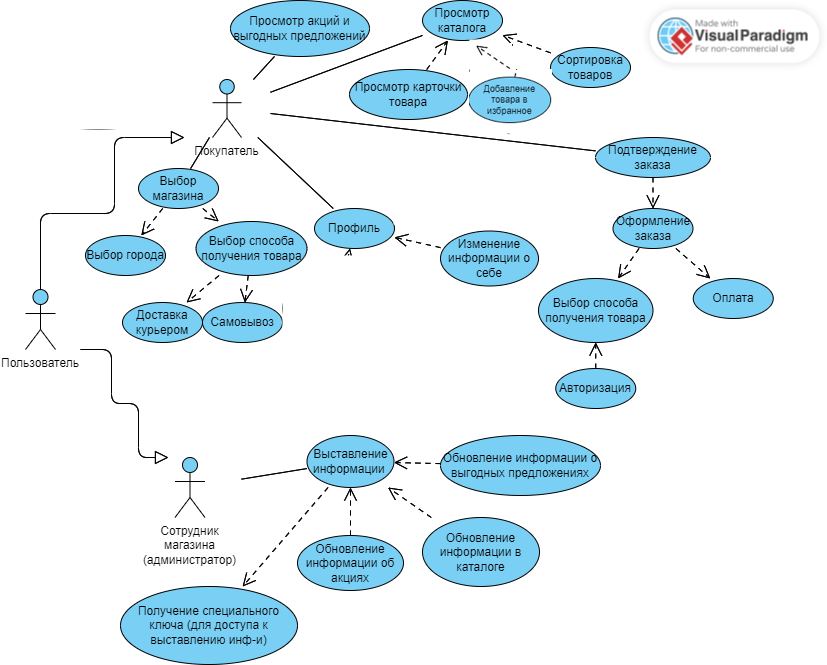 Просмотр акций и
выгодных предложений
Просмотр
каталога
Made with
VisualParadigm
For non-commercial use
Просмотр карточки
товара
Добавление
товара в
избранное
Сортировка
товаров
Покупатель
Подтверждение
заказа
Выбор
магазина
Выбор города
Выбор способа
получения товара
Профиль
Изменение
информации о
себе
Оформление
заказа
Доставка
курьером
Самовывоз
Выбор способа
получения товара
Оплата
Пользователь
Авторизация
Выставление
информации
Обновление информации о
выгодных предложениях
Сотрудник
магазина
(администратор)
Обновление
информации об
акциях
Обновление
информации в
каталоге
Получение специального
ключа (для доступа к
выставлению инф-и)